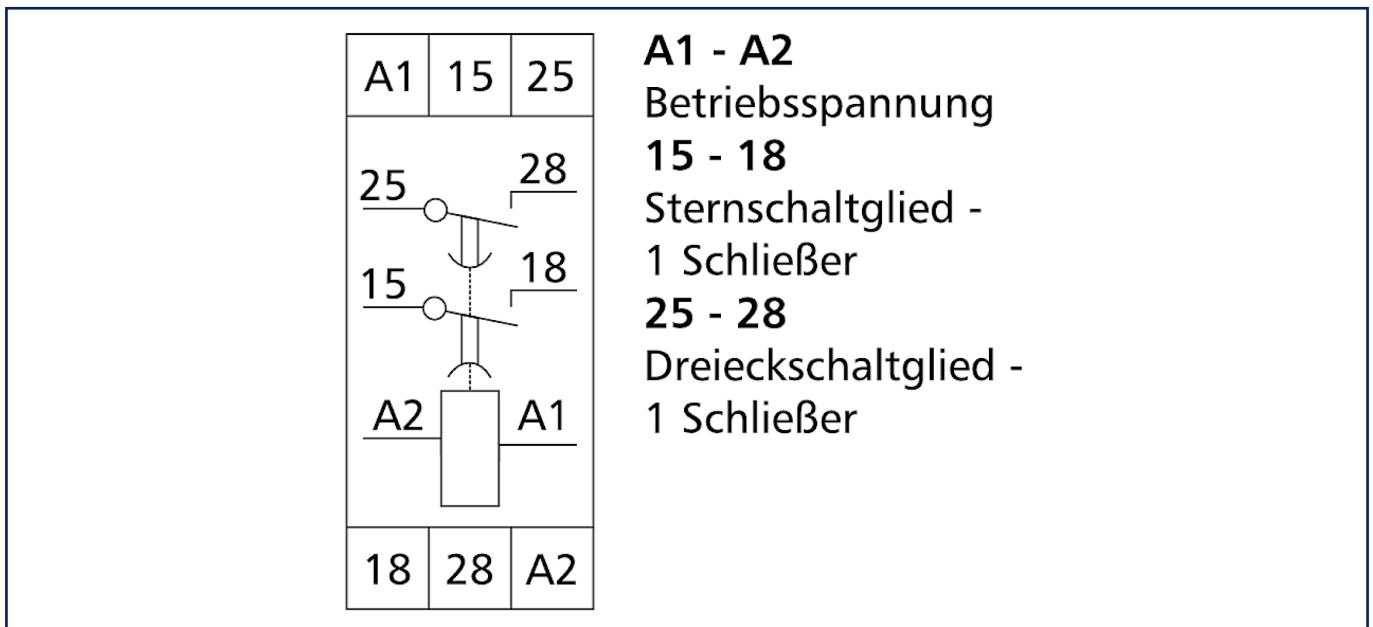 A1 15 25
25 28
15 18
A2 A1
18 28 A2
A1 - A2
Betriebsspannung
15 - 18
Sternschaltglied -
1 Schließer
25 - 28
Dreieckschaltglied -
1 Schließer